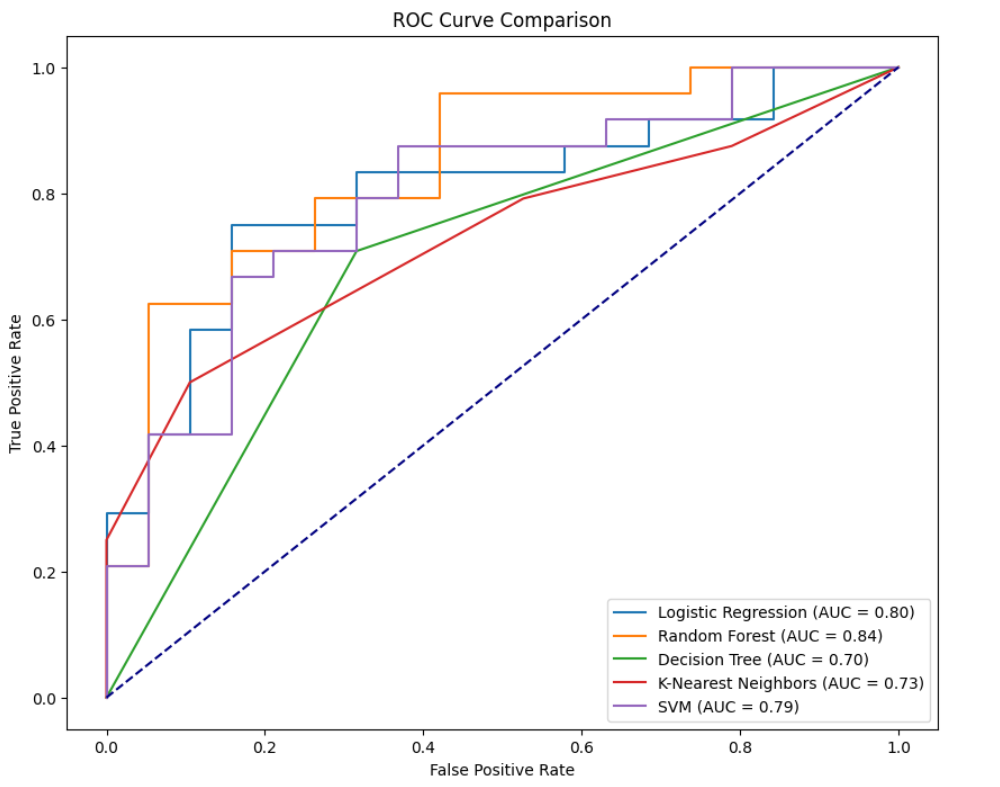 ROC Curve Comparison
True Positive Rate
1.0
0.8
0.6
0.4
0.2
0.0
0.0 0.2 0.4 0.6 0.8 1.0
False Positive Rate
Logistic Regression (AUC = 0.80)
Random Forest (AUC = 0.84)
Decision Tree (AUC = 0.70)
K-Nearest Neighbors (AUC = 0.73)
SVM (AUC = 0.79)